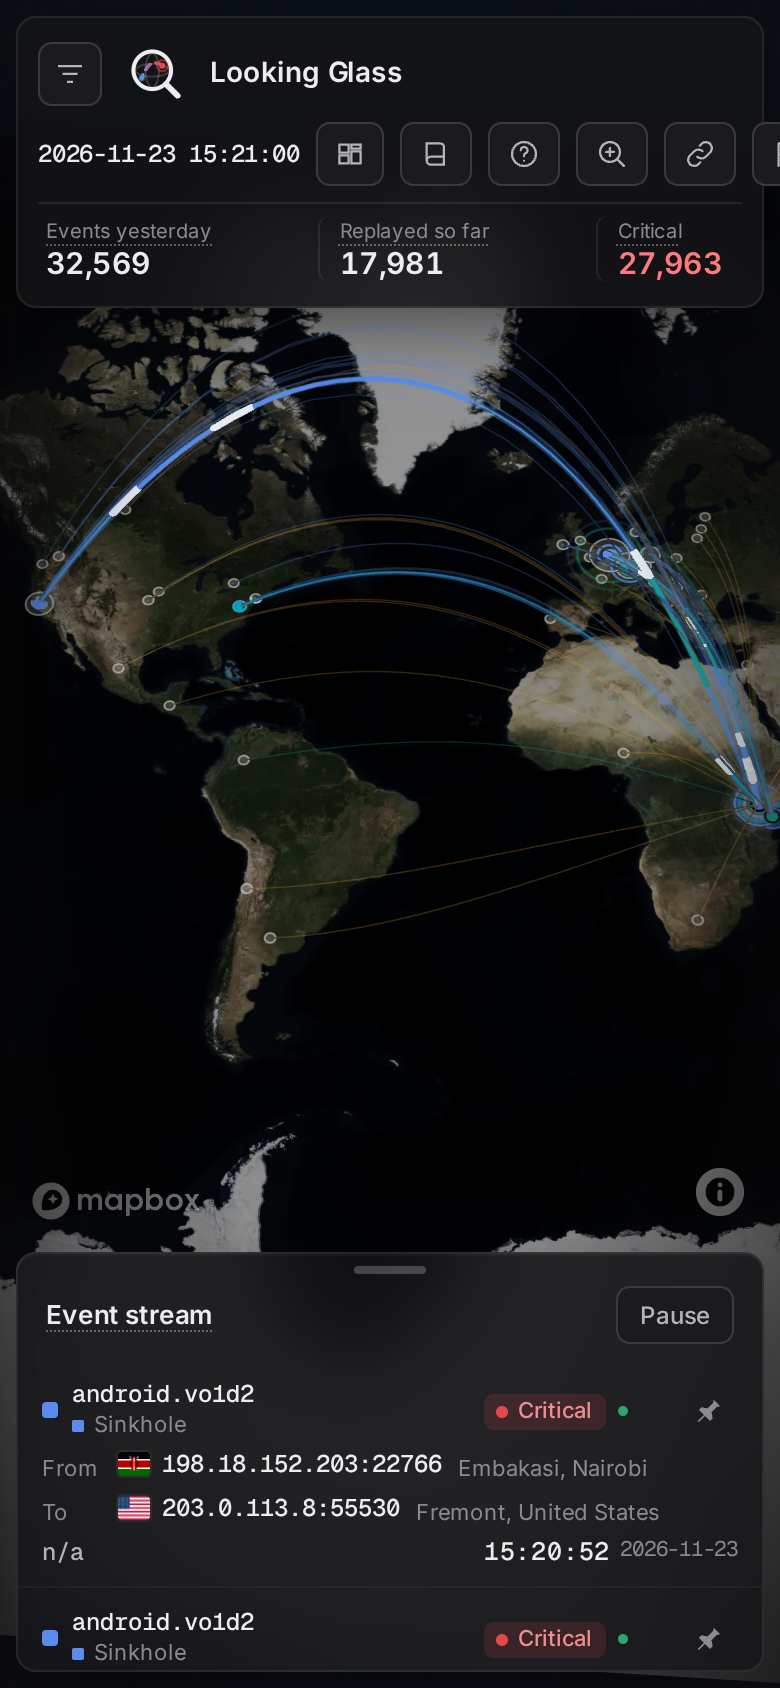 Looking Glass
2026-11-23 15:21:00
Events yesterday
32,569
Replayed so far
17,981
Critical
27,963
mapbox
Event stream
Pause
android.vo1d2
Sinkhole
Critical
From 198.18.152.203:22766 Embakasi, Nairobi
To 203.0.113.8:55530 Fremont, United States
n/a 15:20:52 2026-11-23
android.vo1d2
Sinkhole
Critical